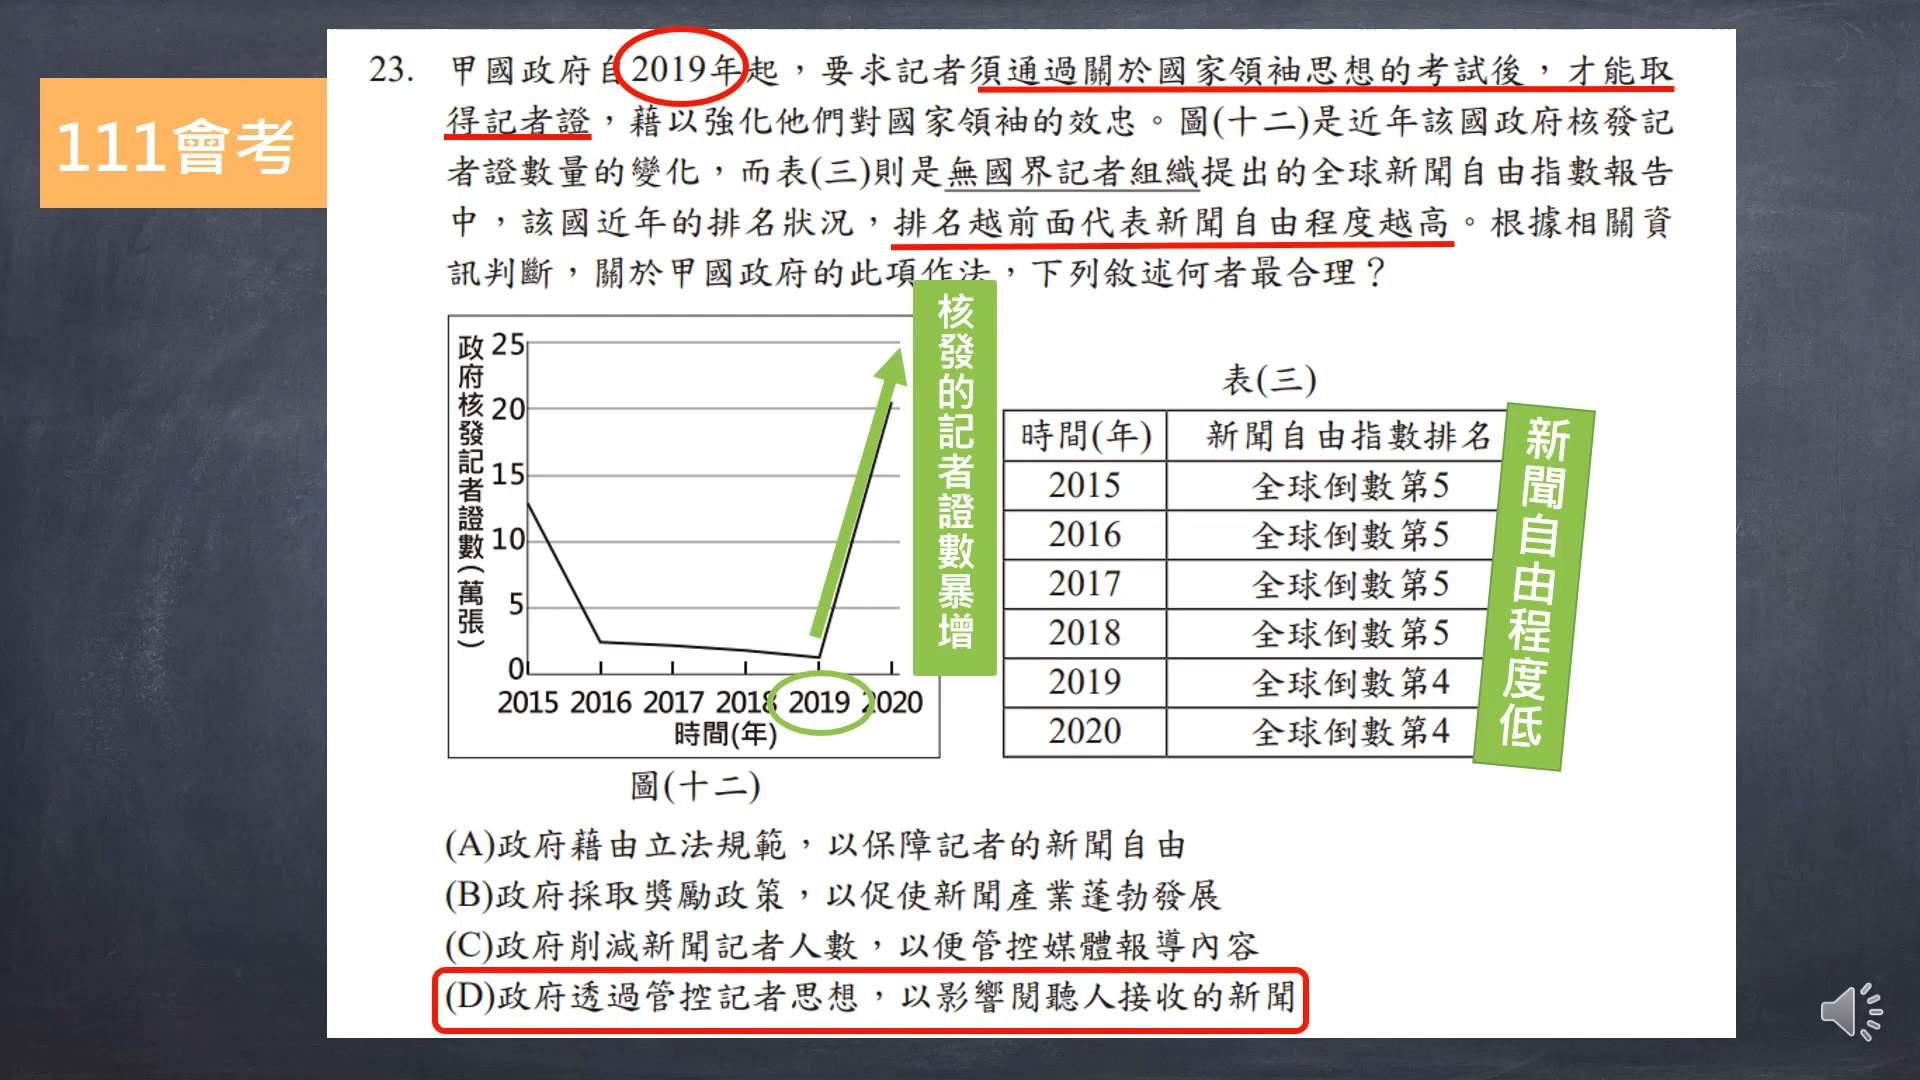 111會考
23. 甲國政府自2019年起，要求記者須通過關於國家領袖思想的考試後，才能取
得記者證，藉以強化他們對國家領袖的效忠。圖(十二)是近年該國政府核發記
者證數量的變化，而表(三)則是無國界記者組織提出的全球新聞自由指數報告
中，該國近年的排名狀況，排名越前面代表新聞自由程度越高。根據相關資
訊判斷，關於甲國政府的此項作法，下列敘述何者最合理？
政府核發記者證數(萬張)
25
20
15
10
5
0
2015 2016 2017 2018 2019 2020
時間(年)
圖(十二)
核發的記者證數暴增
表(三)
時間(年) 新聞自由指數排名
2015 全球倒數第5
2016 全球倒數第5
2017 全球倒數第5
2018 全球倒數第5
2019 全球倒數第4
2020 全球倒數第4
新聞自由程度低
(A)政府藉由立法規範，以保障記者的新聞自由
(B)政府採取獎勵政策，以促使新聞產業蓬勃發展
(C)政府削減新聞記者人數，以便管控媒體報導內容
(D)政府透過管控記者思想，以影響閱聽人接收的新聞